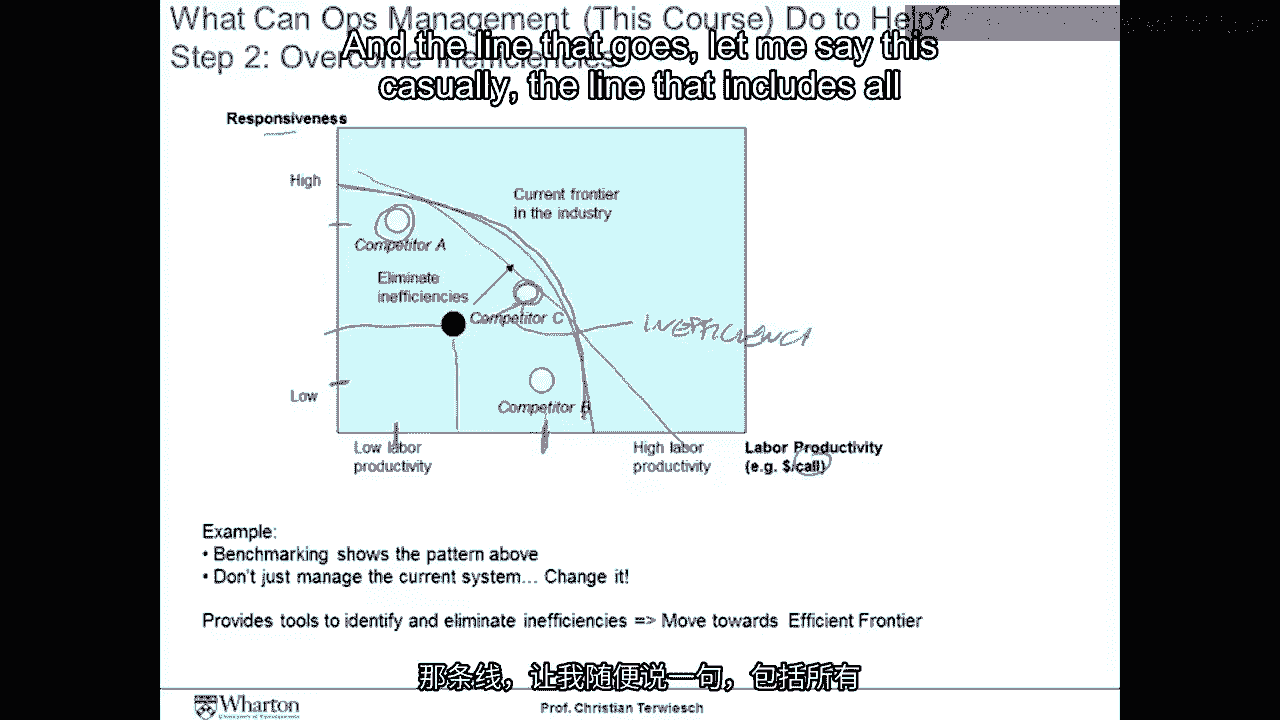 What Can Ops Management (This Course) Do to Help?
Step 2: Overcome Inefficiencies
And the line that goes, let me say this
casually, the line that includes all
Responsiveness
High
Current frontier
In the industry
Competitor A
Eliminate
inefficiencies
Competitor C
INEFFICIENCY
Low
Competitor B
Low labor
productivity
High labor
productivity
Labor Productivity
(e.g. $/call)
Example:
• Benchmarking shows the pattern above
• Don't just manage the current system... Change it!
Provides tools to identify and eliminate inefficiencies => Move towards Efficient Frontier
那条线，让我随便说一句，包括所有
Wharton
Prof. Christian Terwiesch